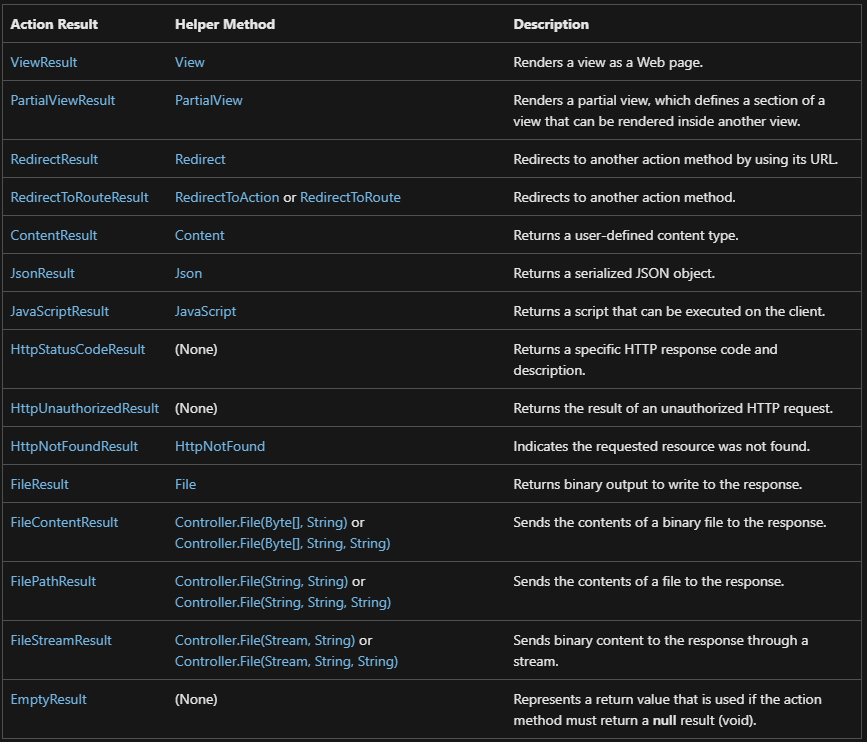 Action Result Helper Method Description
ViewResult View Renders a view as a Web page.
PartialViewResult PartialView Renders a partial view, which defines a section of a
view that can be rendered inside another view.
RedirectResult Redirect Redirects to another action method by using its URL.
RedirectToRouteResult RedirectToAction or RedirectToRoute Redirects to another action method.
ContentResult Content Returns a user-defined content type.
JsonResult Json Returns a serialized JSON object.
JavaScriptResult JavaScript Returns a script that can be executed on the client.
HttpStatusCodeResult (None) Returns a specific HTTP response code and
description.
HttpUnauthorizedResult (None) Returns the result of an unauthorized HTTP request.
HttpNotFoundResult HttpNotFound Indicates the requested resource was not found.
FileResult File Returns binary output to write to the response.
FileContentResult Controller.File(Byte[], String) or Sends the contents of a binary file to the response.
Controller.File(Byte[], String, String)
FilePathResult Controller.File(String, String) or Sends the contents of a file to the response.
Controller.File(String, String, String)
FileStreamResult Controller.File(Stream, String) or Sends binary content to the response through a
Controller.File(Stream, String, String) stream.
EmptyResult (None) Represents a return value that is used if the action
method must return a null result (void).